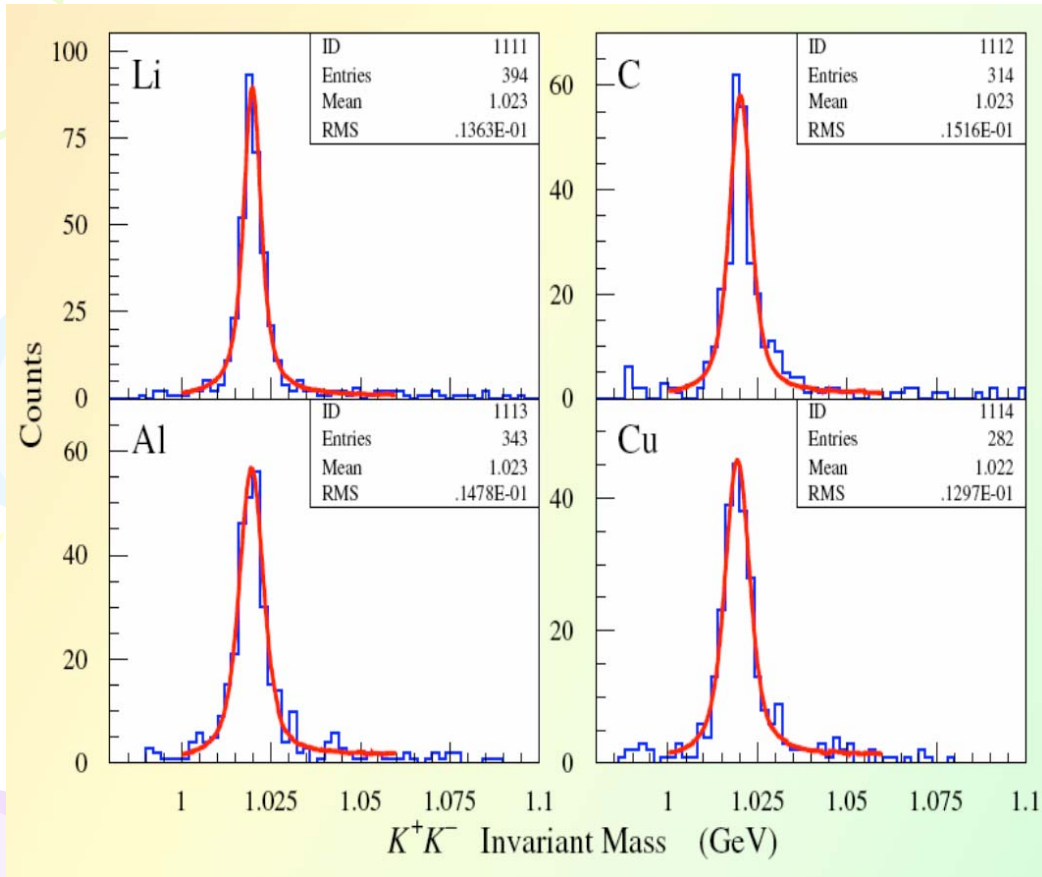 Li
ID 1111
Entries 394
Mean 1.023
RMS .1363E-01
100
75
50
25
0
C
ID 1112
Entries 314
Mean 1.023
RMS .1516E-01
60
40
20
0
Al
ID 1113
Entries 343
Mean 1.023
RMS .1478E-01
60
40
20
0
Cu
ID 1114
Entries 282
Mean 1.022
RMS .1297E-01
40
20
0
Counts
1 1.025 1.05 1.075 1.1
1 1.025 1.05 1.075 1.1
K⁺K⁻ Invariant Mass (GeV)